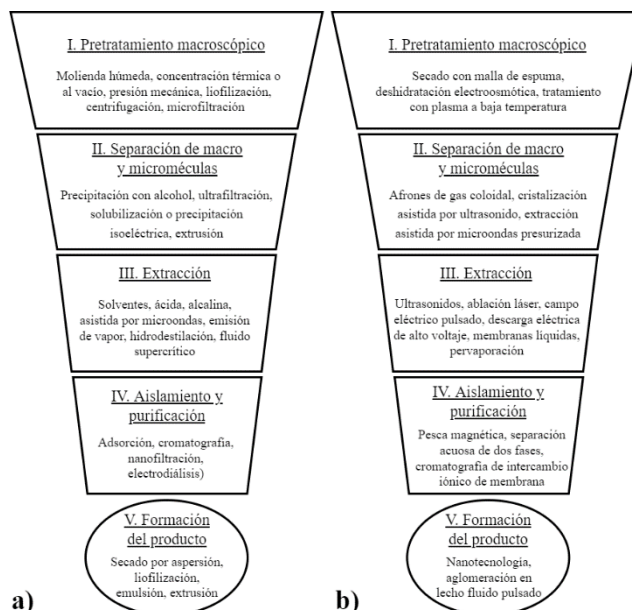 I. Pretratamiento macroscópico
Molienda húmeda, concentración térmica o
al vacío, presión mecánica, liofilización,
centrifugación, microfiltración
II. Separación de macro
y microméculas
Precipitación con alcohol, ultrafiltración,
solubilización o precipitación
isoeléctrica, extrusión
III. Extracción
Solventes, ácida, alcalina,
asistida por microondas, emisión
de vapor, hidrodestilación, fluido
supercrítico
IV. Aislamiento y
purificación
Adsorción, cromatografía,
nanofiltración,
electrodiálisis)
V. Formación
del producto
Secado por aspersión,
liofilización,
emulsión, extrusión
a)
I. Pretratamiento macroscópico
Secado con malla de espuma,
deshidratación electroosmótica, tratamiento
con plasma a baja temperatura
II. Separación de macro
y microméculas
Afrones de gas coloidal, cristalización
asistida por ultrasonido, extracción
asistida por microondas presurizada
III. Extracción
Ultrasonidos, ablación láser, campo
eléctrico pulsado, descarga eléctrica
de alto voltaje, membranas líquidas,
pervaporación
IV. Aislamiento y
purificación
Pesca magnética, separación
acuosa de dos fases,
cromatografía de intercambio
iónico de membrana
V. Formación
del producto
Nanotecnología,
aglomeración en
lecho fluido pulsado
b)